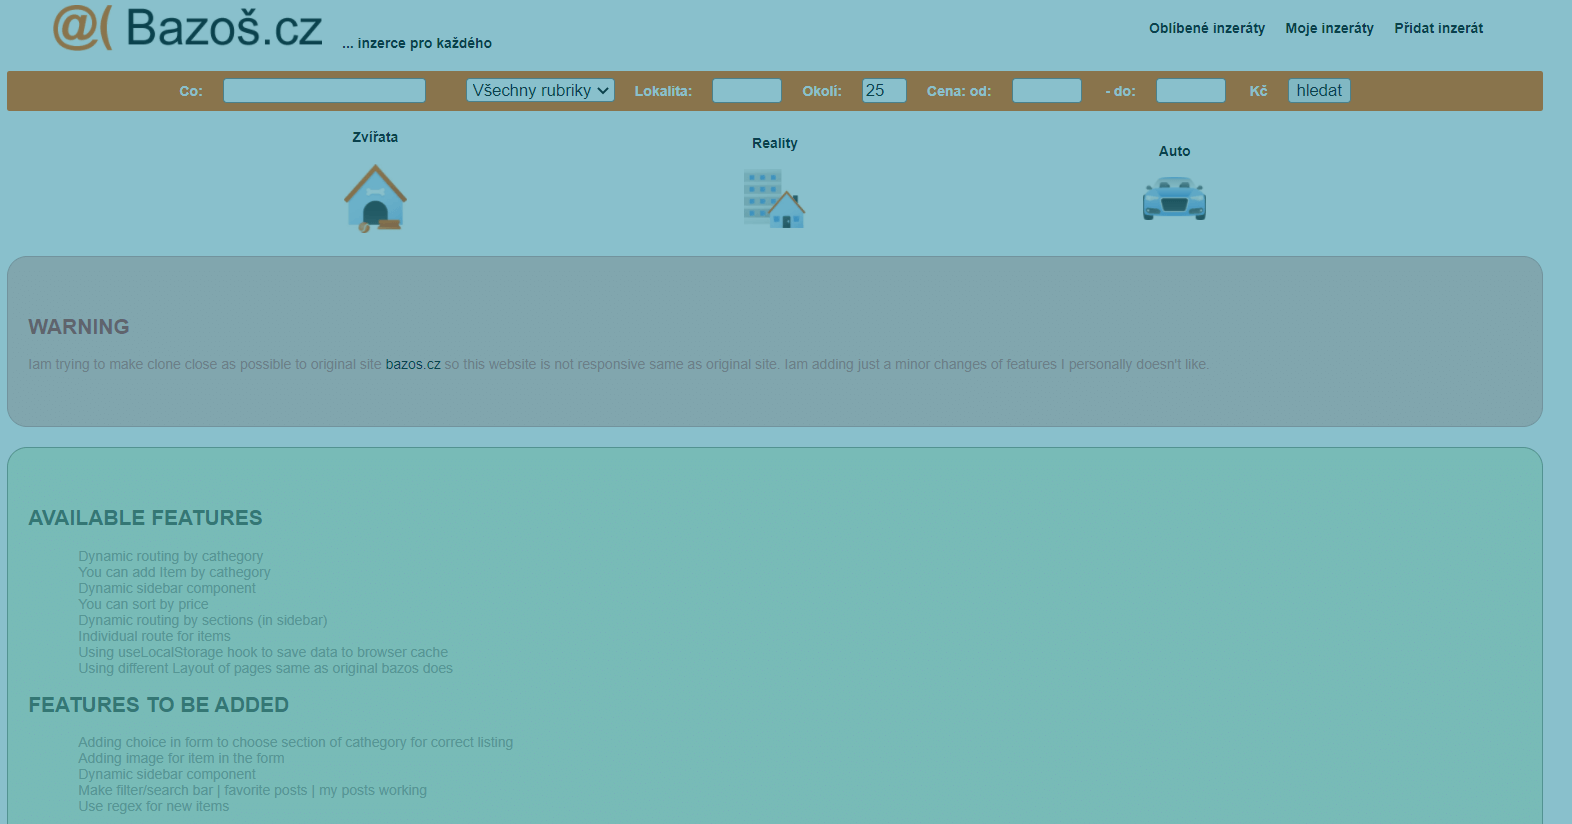 @( Bazoš.cz
... inzerce pro každého
Oblíbené inzeráty Moje inzeráty Přidat inzerát
Co: Všechny rubriky Lokalita: Okolí: 25 Cena: od: - do: Kč hledat
Zvířata
Reality
Auto
WARNING
Iam trying to make clone close as possible to original site bazos.cz so this website is not responsive same as original site. Iam adding just a minor changes of features I personally doesn't like.
AVAILABLE FEATURES
Dynamic routing by cathegory
You can add Item by cathegory
Dynamic sidebar component
You can sort by price
Dynamic routing by sections (in sidebar)
Individual route for items
Using useLocalStorage hook to save data to browser cache
Using different Layout of pages same as original bazos does
FEATURES TO BE ADDED
Adding choice in form to choose section of cathegory for correct listing
Adding image for item in the form
Dynamic sidebar component
Make filter/search bar | favorite posts | my posts working
Use regex for new items